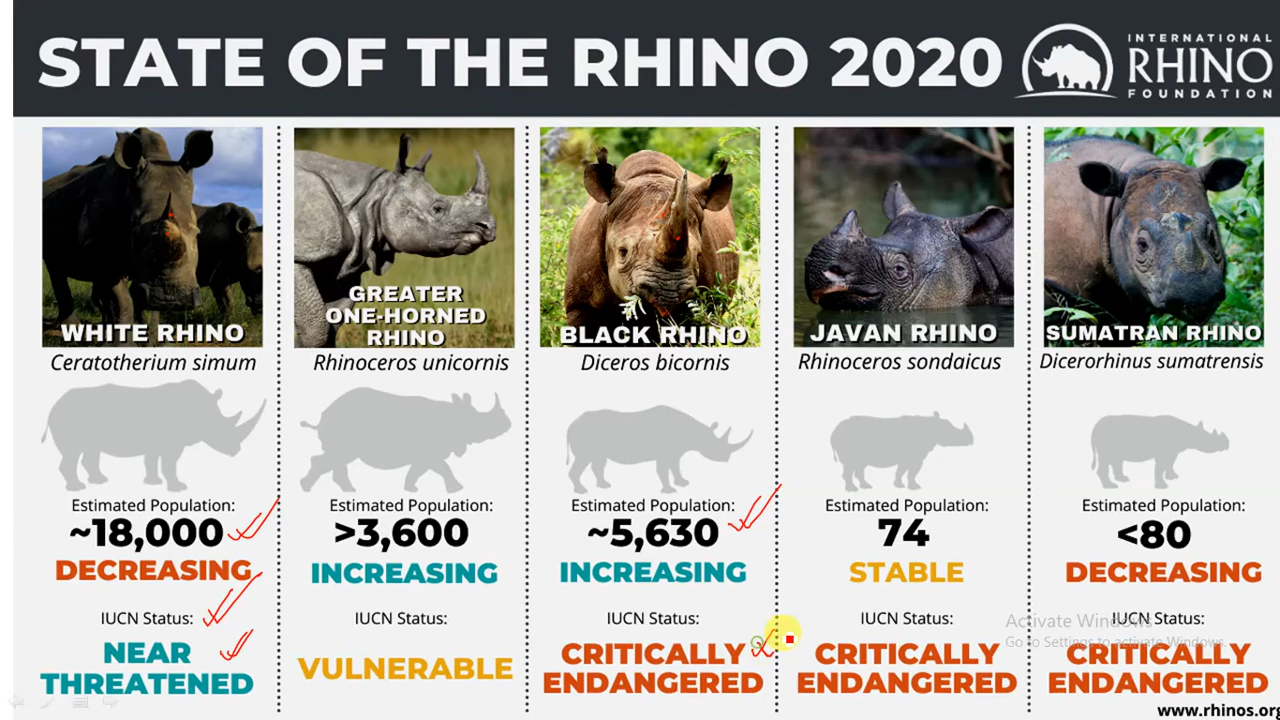 STATE OF THE RHINO 2020
INTERNATIONAL
RHINO
FOUNDATION
WHITE RHINO
Ceratotherium simum
Estimated Population:
~18,000
DECREASING
IUCN Status:
NEAR
THREATENED
GREATER
ONE-HORNED
RHINO
Rhinoceros unicornis
Estimated Population:
>3,600
INCREASING
IUCN Status:
VULNERABLE
BLACK RHINO
Diceros bicornis
Estimated Population:
~5,630
INCREASING
IUCN Status:
CRITICALLY
ENDANGERED
JAVAN RHINO
Rhinoceros sondaicus
Estimated Population:
74
STABLE
IUCN Status:
CRITICALLY
ENDANGERED
SUMATRAN RHINO
Dicerorhinus sumatrensis
Estimated Population:
<80
DECREASING
IUCN Status:
CRITICALLY
ENDANGERED
Activate Windows
Go to Settings to activate Windows.
www.rhinos.org